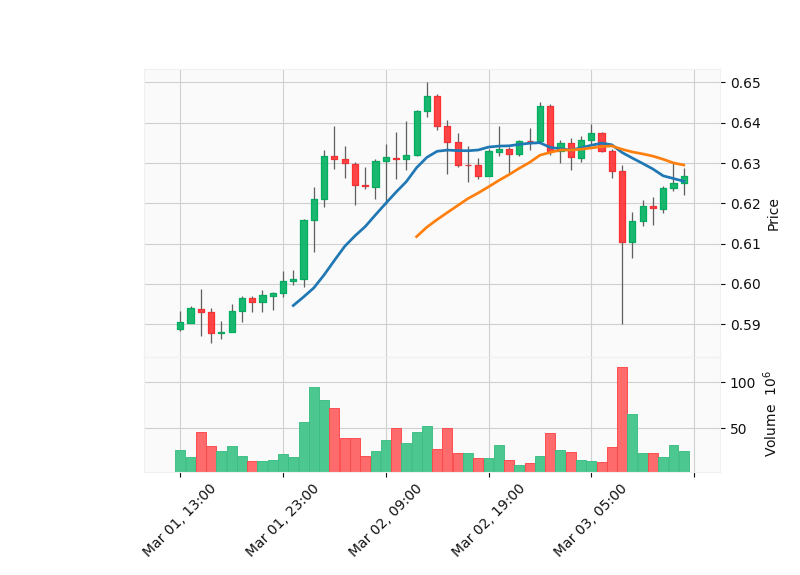 0.65
0.64
0.63
0.62
0.61
0.60
0.59
Price
100
50
Volume 10⁶
Mar 01, 13:00
Mar 01, 23:00
Mar 02, 09:00
Mar 02, 19:00
Mar 03, 05:00